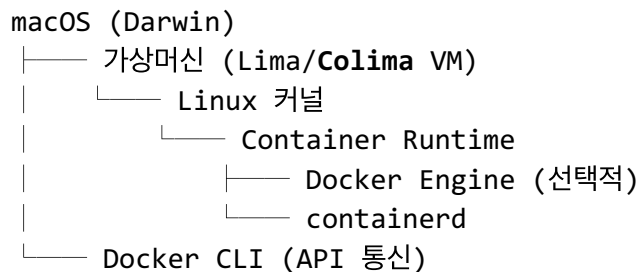 macOS (Darwin)
├── 가상머신 (Lima/Colima VM)
│   └── Linux 커널
│       └── Container Runtime
│           ├── Docker Engine (선택적)
│           └── containerd
└── Docker CLI (API 통신)